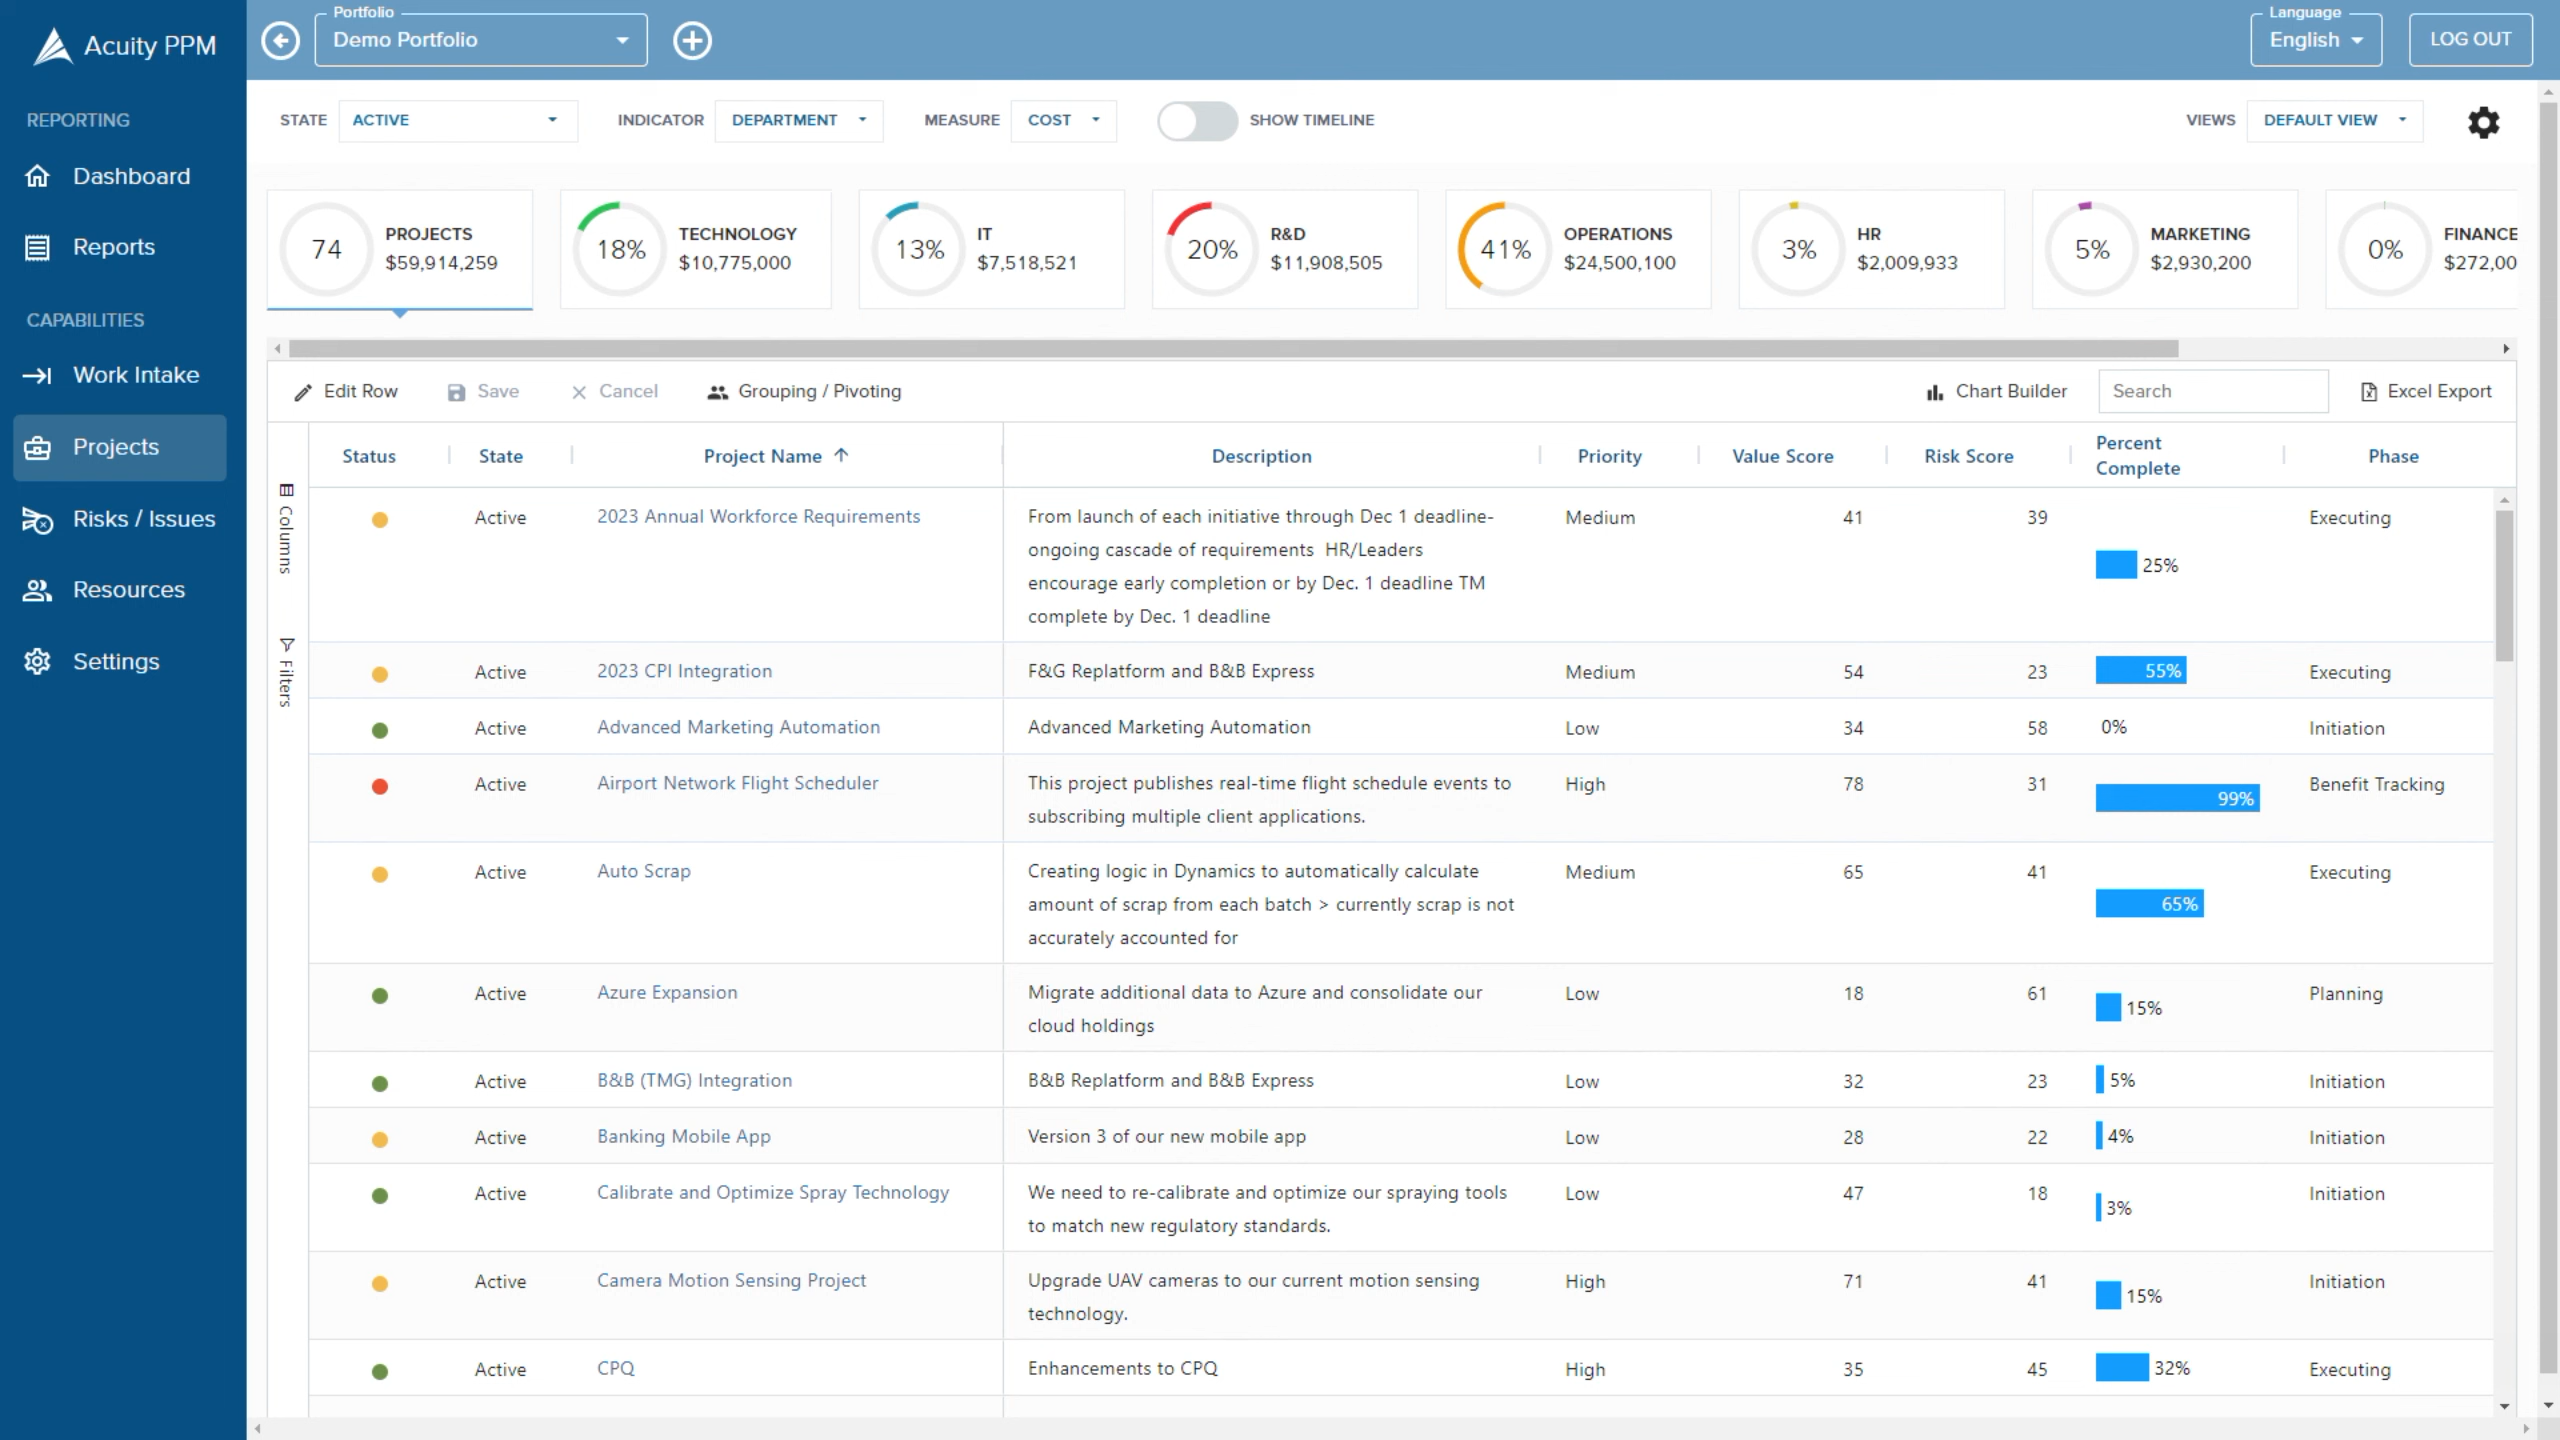 Acuity PPM
REPORTING
Dashboard
Reports
CAPABILITIES
Work Intake
Projects
Risks / Issues
Resources
Settings
Portfolio
Demo Portfolio
Language
English
LOG OUT
STATE ACTIVE INDICATOR DEPARTMENT MEASURE COST SHOW TIMELINE VIEWS DEFAULT VIEW
74 PROJECTS $59,914,259
18% TECHNOLOGY $10,775,000
13% IT $7,518,521
20% R&D $11,908,505
41% OPERATIONS $24,500,100
3% HR $2,009,933
5% MARKETING $2,930,200
0% FINANCE $272,00
Edit Row Save Cancel Grouping / Pivoting Chart Builder Search Excel Export
Columns
Filters
Status State Project Name Description Priority Value Score Risk Score Percent Complete Phase
Active 2023 Annual Workforce Requirements From launch of each initiative through Dec 1 deadline- Medium 41 39 Executing
ongoing cascade of requirements HR/Leaders
25%
encourage early completion or by Dec. 1 deadline TM
complete by Dec. 1 deadline
Active 2023 CPI Integration F&G Replatform and B&B Express Medium 54 23 55% Executing
Active Advanced Marketing Automation Advanced Marketing Automation Low 34 58 0% Initiation
Active Airport Network Flight Scheduler This project publishes real-time flight schedule events to High 78 31 99% Benefit Tracking
subscribing multiple client applications.
Active Auto Scrap Creating logic in Dynamics to automatically calculate Medium 65 41 Executing
amount of scrap from each batch > currently scrap is not 65%
accurately accounted for
Active Azure Expansion Migrate additional data to Azure and consolidate our Low 18 61 15% Planning
cloud holdings
Active B&B (TMG) Integration B&B Replatform and B&B Express Low 32 23 5% Initiation
Active Banking Mobile App Version 3 of our new mobile app Low 28 22 4% Initiation
Active Calibrate and Optimize Spray Technology We need to re-calibrate and optimize our spraying tools Low 47 18 3% Initiation
to match new regulatory standards.
Active Camera Motion Sensing Project Upgrade UAV cameras to our current motion sensing High 71 41 15% Initiation
technology.
Active CPQ Enhancements to CPQ High 35 45 32% Executing